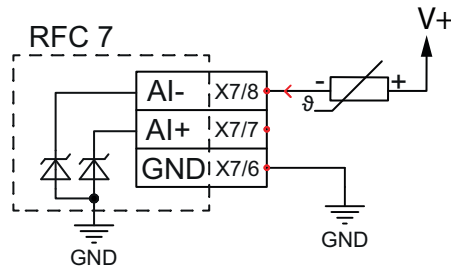 V+
RFC 7
AI- X7/8 - +
ϑ
AI+ X7/7
GND X7/6
GND
GND